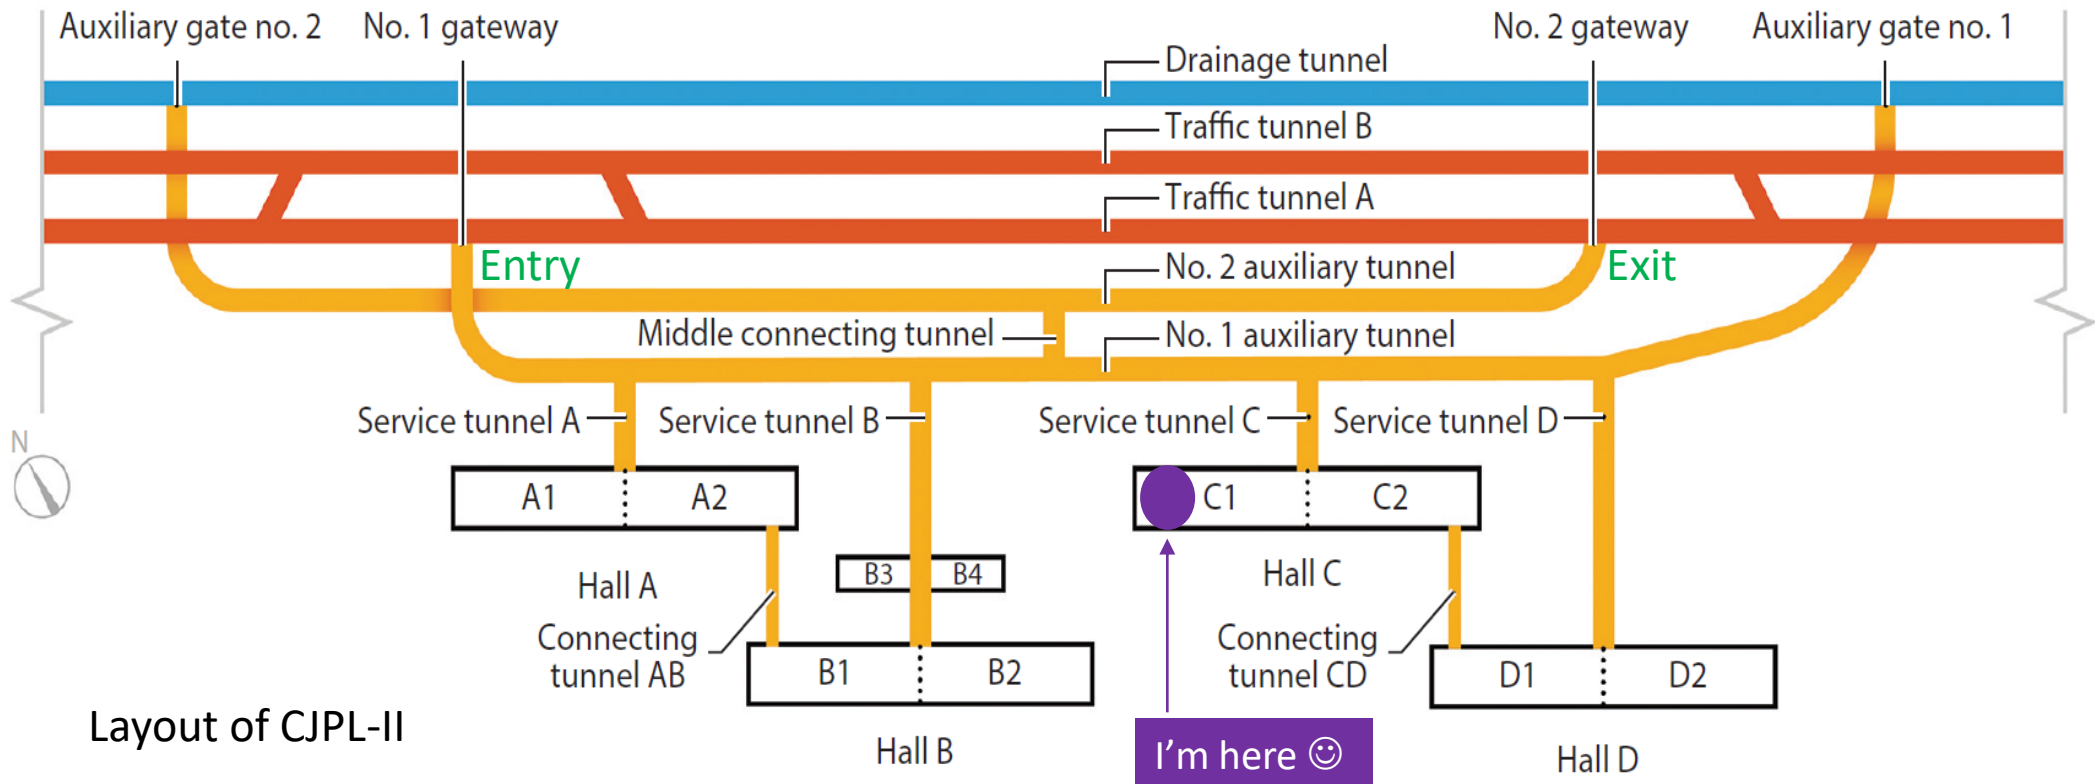 Auxiliary gate no. 2
No. 1 gateway
No. 2 gateway
Auxiliary gate no. 1
Drainage tunnel
Traffic tunnel B
Traffic tunnel A
Entry
No. 2 auxiliary tunnel
Exit
Middle connecting tunnel
No. 1 auxiliary tunnel
Service tunnel A
Service tunnel B
Service tunnel C
Service tunnel D
N
A1
A2
C1
C2
B3
B4
Hall A
Hall C
Connecting
tunnel AB
Connecting
tunnel CD
B1
B2
D1
D2
Layout of CJPL-II
Hall B
I’m here ☺
Hall D